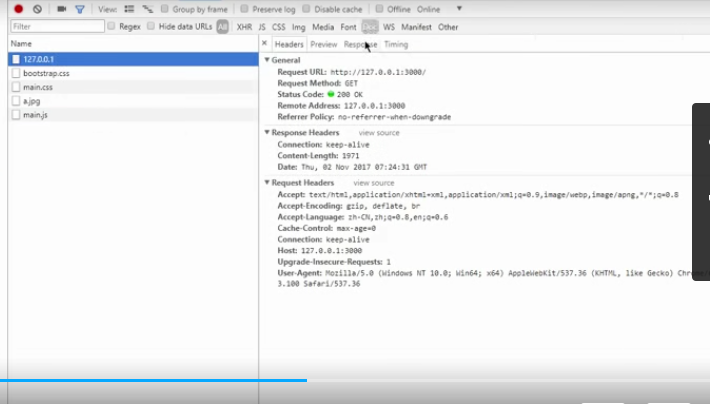 View: Group by frame Preserve log Disable cache Offline Online
Filter Regex Hide data URLs All XHR JS CSS Img Media Font Doc WS Manifest Other
Name
127.0.0.1
bootstrap.css
main.css
a.jpg
main.js
× Headers Preview Response Timing
General
Request URL: http://127.0.0.1:3000/
Request Method: GET
Status Code: 200 OK
Remote Address: 127.0.0.1:3000
Referrer Policy: no-referrer-when-downgrade
Response Headers view source
Connection: keep-alive
Content-Length: 1971
Date: Thu, 02 Nov 2017 07:24:31 GMT
Request Headers view source
Accept: text/html,application/xhtml+xml,application/xml;q=0.9,image/webp,image/apng,*/*;q=0.8
Accept-Encoding: gzip, deflate, br
Accept-Language: zh-CN,zh;q=0.8,en;q=0.6
Cache-Control: max-age=0
Connection: keep-alive
Host: 127.0.0.1:3000
Upgrade-Insecure-Requests: 1
User-Agent: Mozilla/5.0 (Windows NT 10.0; Win64; x64) AppleWebKit/537.36 (KHTML, like Gecko)
3.100 Safari/537.36